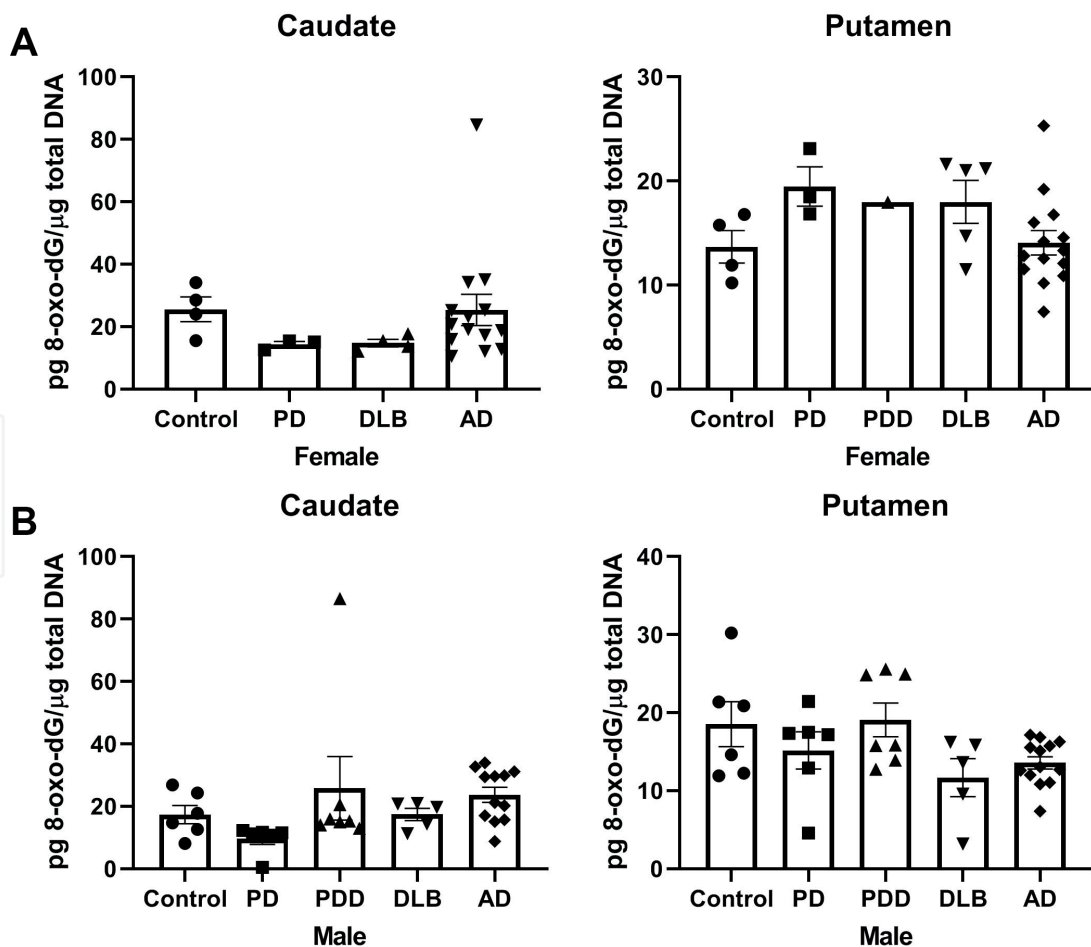 A
Caudate
pg 8-oxo-dG/μg total DNA
100
80
60
40
20
0
Control PD DLB AD
Female
Putamen
pg 8-oxo-dG/μg total DNA
30
20
10
0
Control PD PDD DLB AD
Female
B
Caudate
pg 8-oxo-dG/μg total DNA
100
80
60
40
20
0
Control PD PDD DLB AD
Male
Putamen
pg 8-oxo-dG/μg total DNA
40
30
20
10
0
Control PD PDD DLB AD
Male